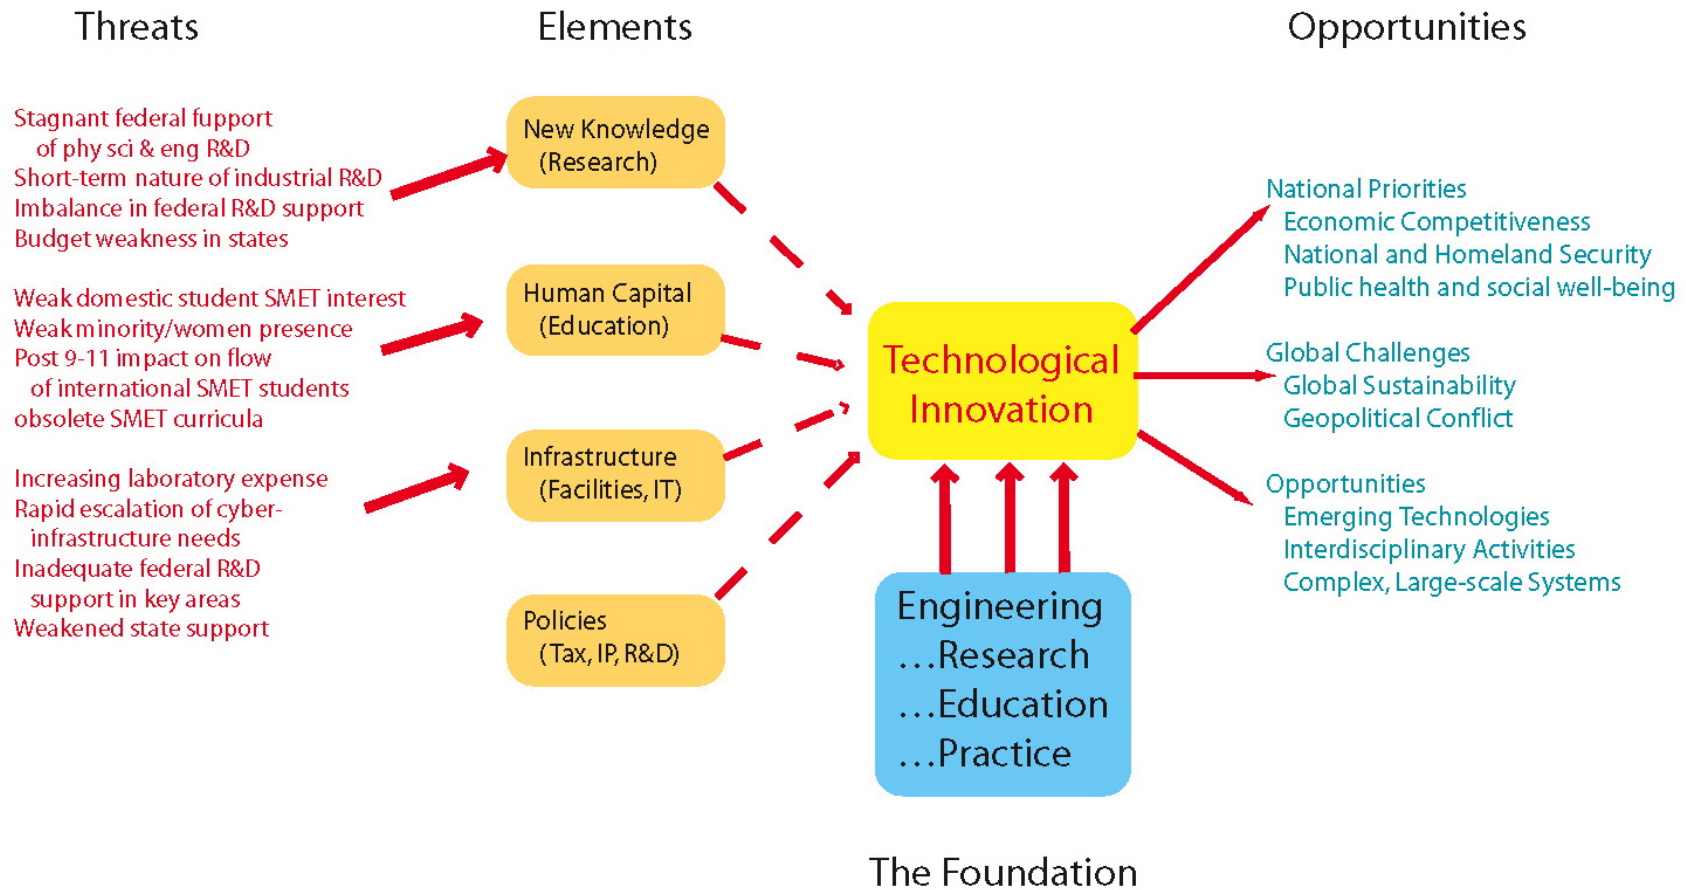 Threats
Elements
Opportunities
Stagnant federal fupport
of phy sci & eng R&D
Short-term nature of industrial R&D
Imbalance in federal R&D support
Budget weakness in states
Weak domestic student SMET interest
Weak minority/women presence
Post 9-11 impact on flow
of international SMET students
obsolete SMET curricula
Increasing laboratory expense
Rapid escalation of cyber-
infrastructure needs
Inadequate federal R&D
support in key areas
Weakened state support
New Knowledge
(Research)
Human Capital
(Education)
Infrastructure
(Facilities, IT)
Policies
(Tax, IP, R&D)
Technological
Innovation
Engineering
...Research
...Education
...Practice
The Foundation
National Priorities
Economic Competitiveness
National and Homeland Security
Public health and social well-being
Global Challenges
Global Sustainability
Geopolitical Conflict
Opportunities
Emerging Technologies
Interdisciplinary Activities
Complex, Large-scale Systems